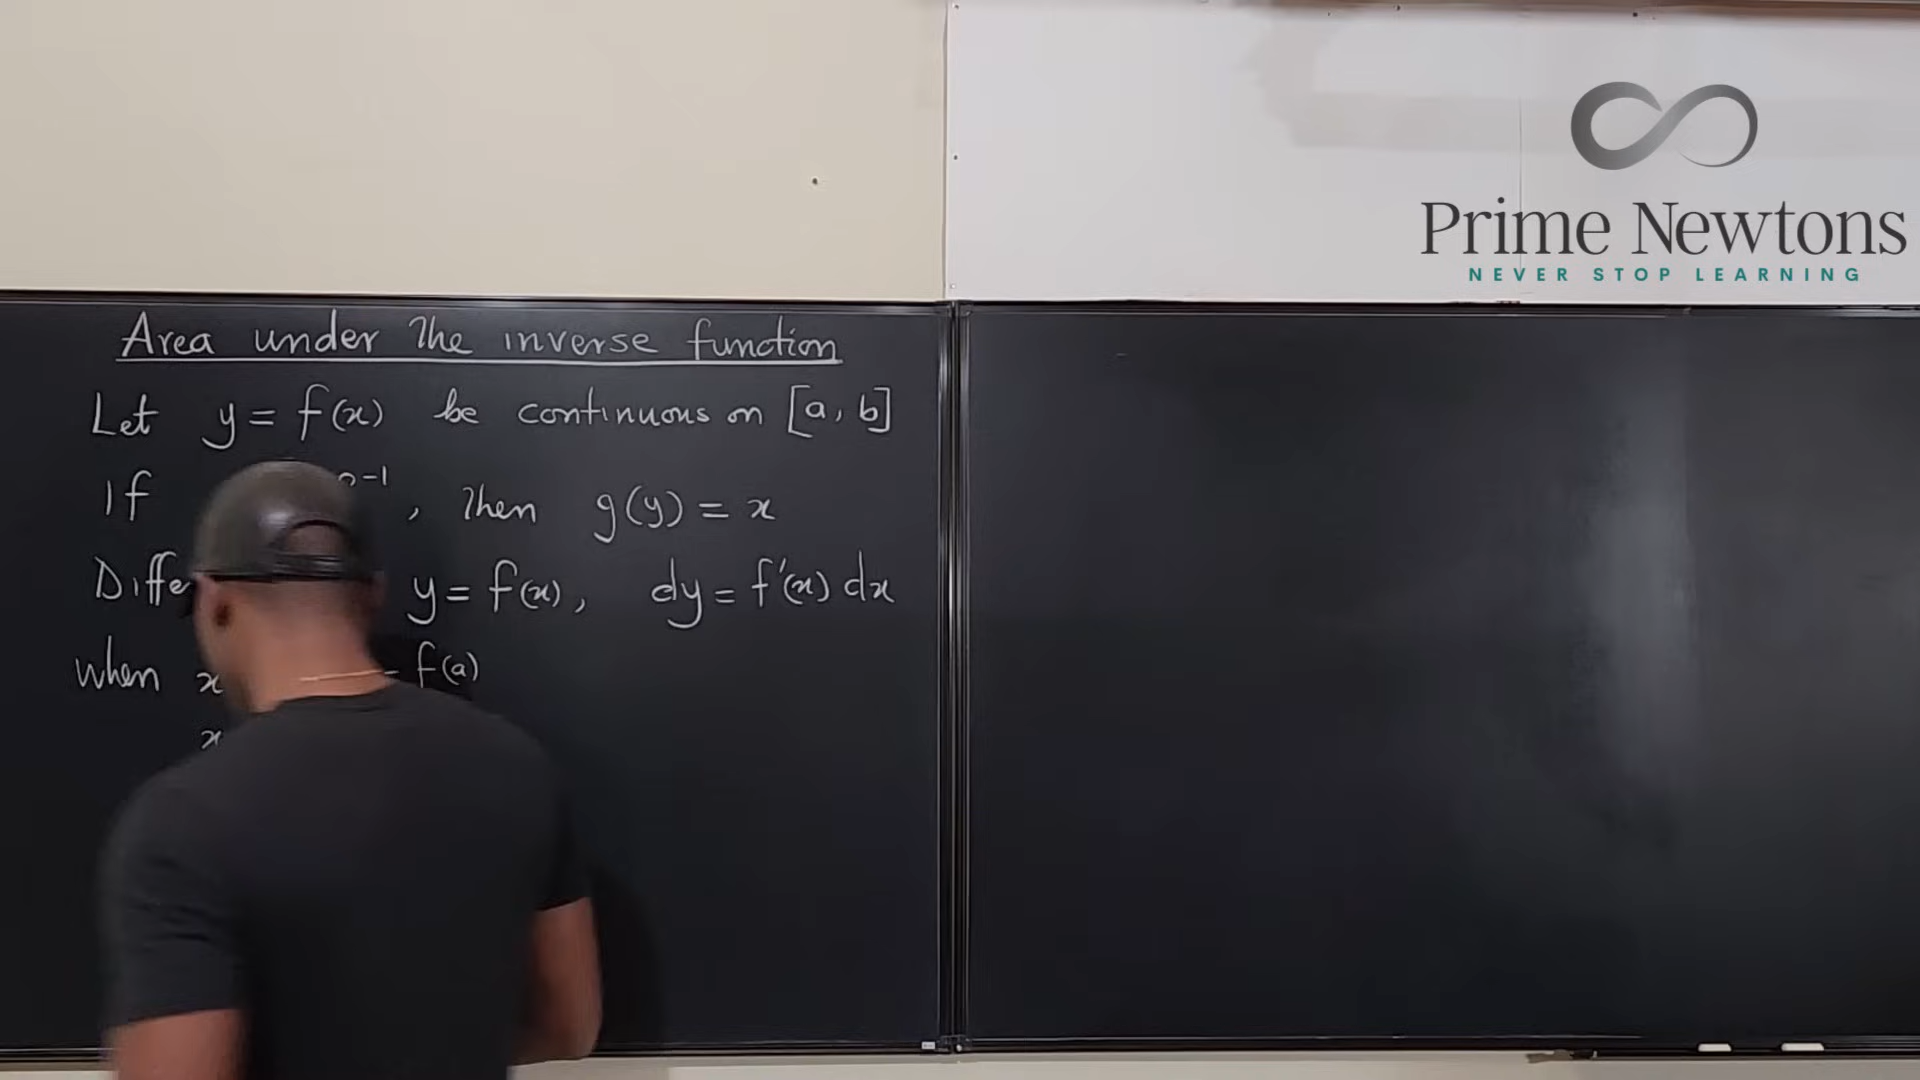 Prime Newtons
NEVER STOP LEARNING
Area under the inverse function
Let y = f(x) be continuous on [a, b]
If -1, then g(y) = x
y = f(x), dy = f'(x) dx
when x = f(a)
x